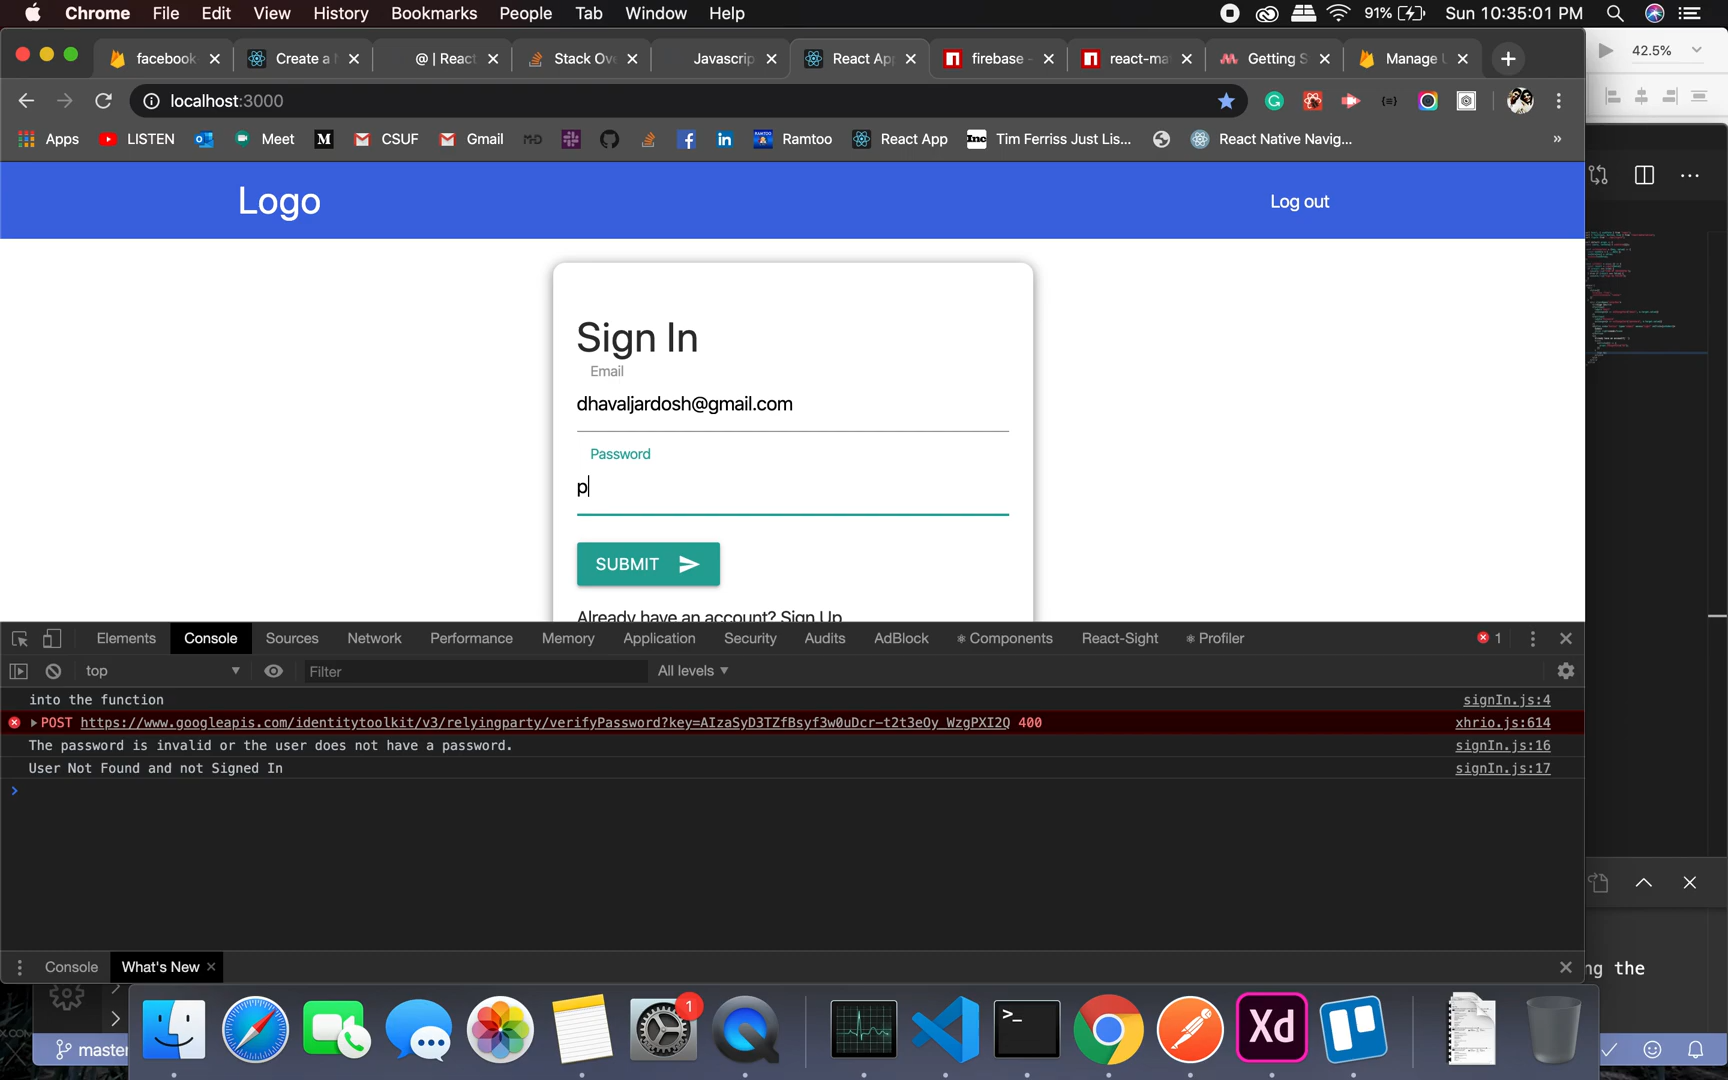 Chrome File Edit View History Bookmarks People Tab Window Help 91% Sun 10:35:01 PM
facebook Create a @ | React Stack Ove Javascrip React App firebase - react-ma Getting S Manage 42.5%
localhost:3000
Apps LISTEN Meet M CSUF Gmail M-D Ramtoo React App Inc Tim Ferriss Just Lis... React Native Navig... »
Logo Log out
Sign In
Email
dhavaljardosh@gmail.com
Password
p
SUBMIT
Already have an account? Sign Up
Elements Console Sources Network Performance Memory Application Security Audits AdBlock Components React-Sight Profiler 1
top Filter All levels
into the function signIn.js:4
POST https://www.googleapis.com/identitytoolkit/v3/relyingparty/verifyPassword?key=AIzaSyD3TZfBsyf3w0uDcr-t2t3eOy_WzgPXI2Q 400 xhrio.js:614
The password is invalid or the user does not have a password. signIn.js:16
User Not Found and not Signed In signIn.js:17
Console What's New
ng the
1
Xd
master